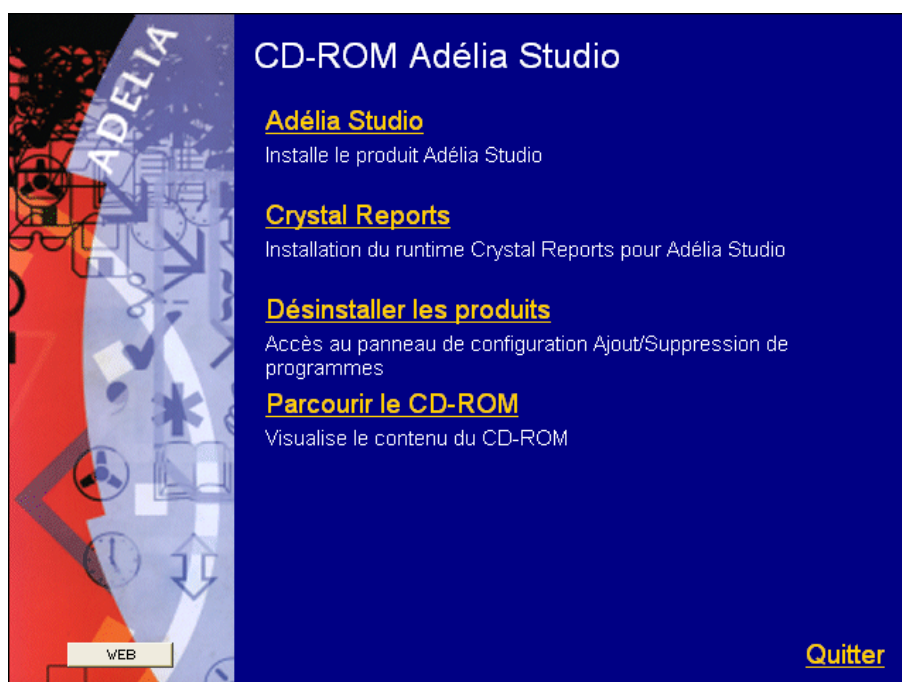 ADELIA
CD-ROM Adélia Studio
Adélia Studio
Installe le produit Adélia Studio
Crystal Reports
Installation du runtime Crystal Reports pour Adélia Studio
Désinstaller les produits
Accès au panneau de configuration Ajout/Suppression de
programmes
Parcourir le CD-ROM
Visualise le contenu du CD-ROM
WEB
Quitter